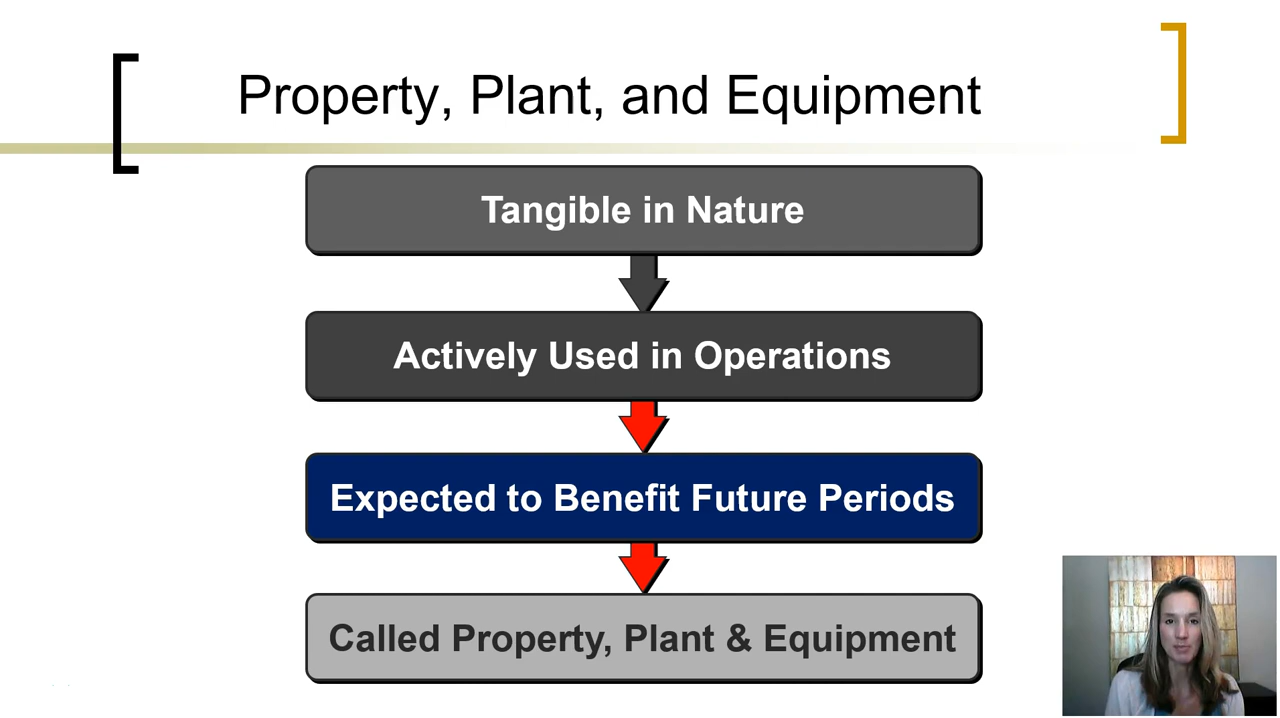 Property, Plant, and Equipment
Tangible in Nature
Actively Used in Operations
Expected to Benefit Future Periods
Called Property, Plant & Equipment